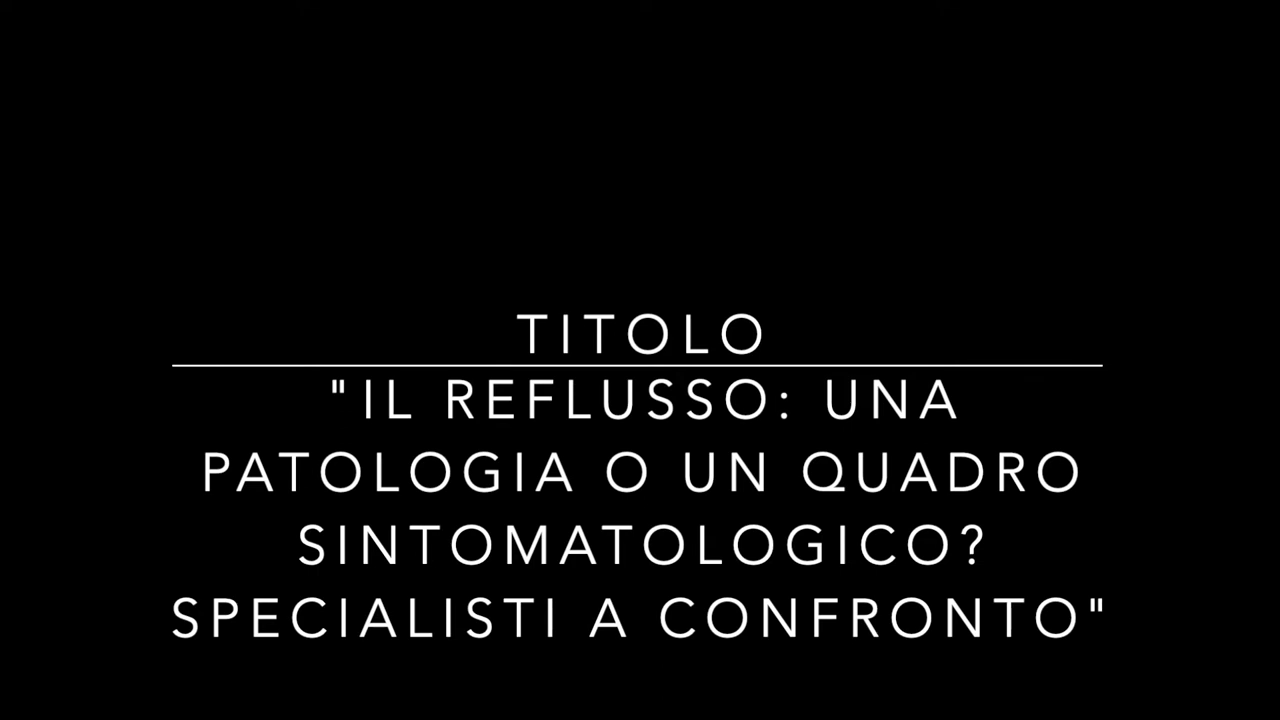 TITOLO
"IL REFLUSSO: UNA
PATOLOGIA O UN QUADRO
SINTOMATOLOGICO?
SPECIALISTI A CONFRONTO"